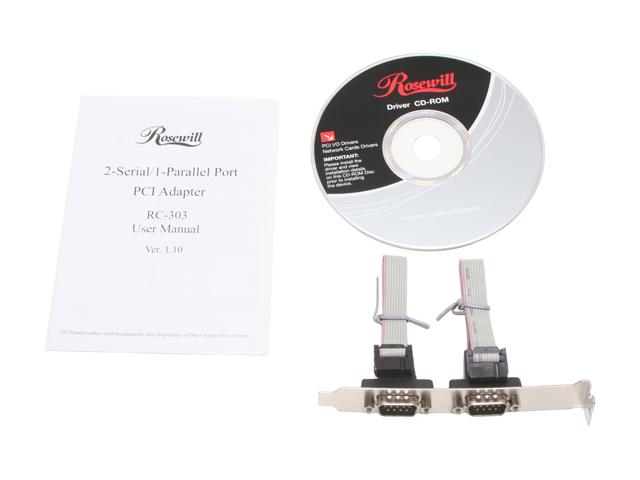 Rosewill
2-Serial/1-Parallel Port
PCI Adapter
RC-303
User Manual
Ver. 1.10
All brand names and trademarks are properties of their respective owners.
Rosewill
Driver CD-ROM
PCI I/O Drivers
Network Cards Drivers
IMPORTANT:
Please install the
driver and view
installation details
on this CD-ROM Disc
prior to installing
the device.